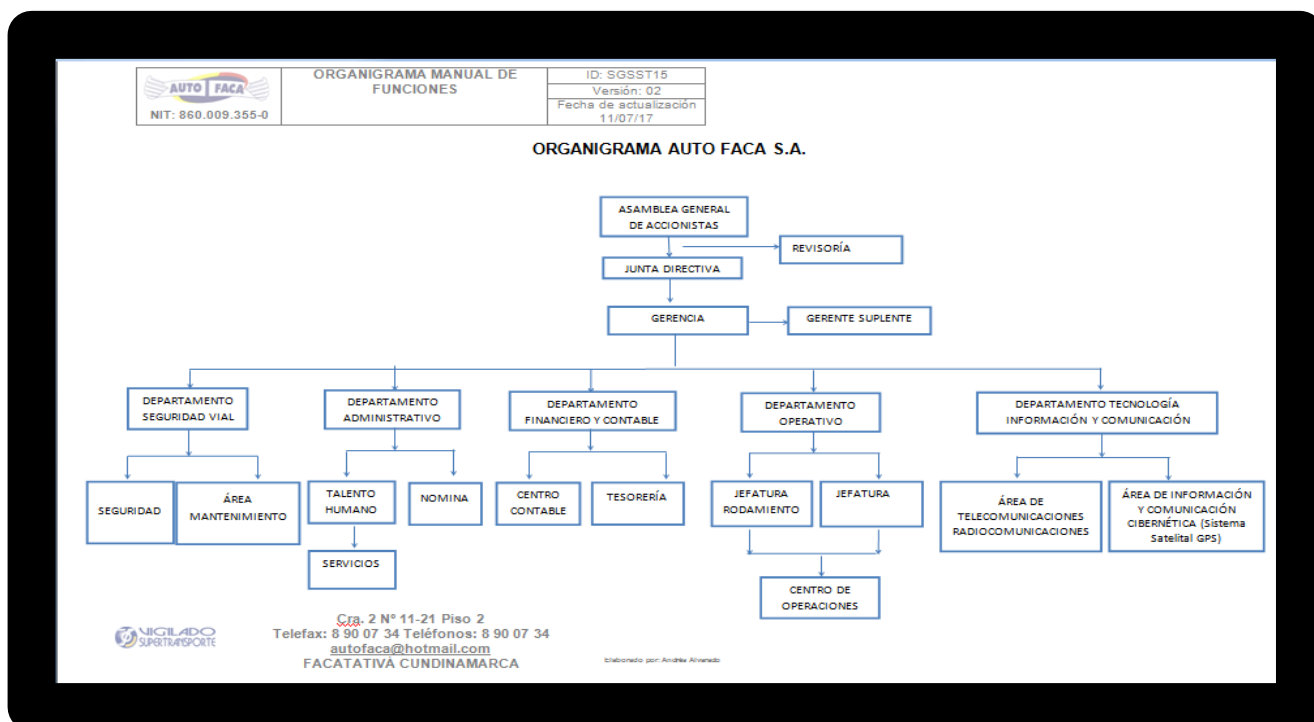 AUTO FACA
NIT: 860.009.355-0
ORGANIGRAMA MANUAL DE
FUNCIONES
ID: SGSST15
Versión: 02
Fecha de actualización
11/07/17
ORGANIGRAMA AUTO FACA S.A.
ASAMBLEA GENERAL
DE ACCIONISTAS
REVISORÍA
JUNTA DIRECTIVA
GERENCIA
GERENTE SUPLENTE
DEPARTAMENTO
SEGURIDAD VIAL
DEPARTAMENTO
ADMINISTRATIVO
DEPARTAMENTO
FINANCIERO Y CONTABLE
DEPARTAMENTO
OPERATIVO
DEPARTAMENTO TECNOLOGÍA
INFORMACIÓN Y COMUNICACIÓN
SEGURIDAD
ÁREA
MANTENIMIENTO
TALENTO
HUMANO
NOMINA
CENTRO
CONTABLE
TESORERÍA
JEFATURA
RODAMIENTO
JEFATURA
ÁREA DE
TELECOMUNICACIONES
RADIOCOMUNICACIONES
ÁREA DE INFORMACIÓN
Y COMUNICACIÓN
CIBERNÉTICA (Sistema
Satelital GPS)
SERVICIOS
CENTRO DE
OPERACIONES
VIGILADO
SUPERTRANSPORTE
Cra. 2 Nº 11-21 Piso 2
Telefax: 8 90 07 34 Teléfonos: 8 90 07 34
autofaca@hotmail.com
FACATATIVÁ CUNDINAMARCA
Elaborado por: Andrés Alvarado